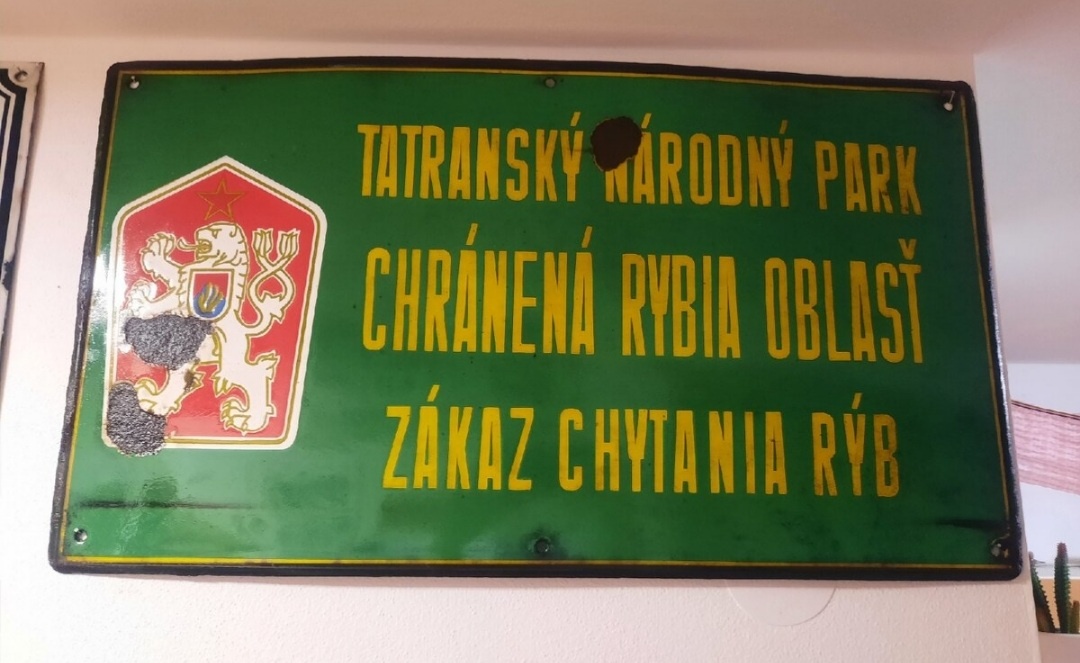 TATRANSKÝ NÁRODNÝ PARK
CHRÁNENÁ RYBIA OBLASŤ
ZÁKAZ CHYTANIA RÝB